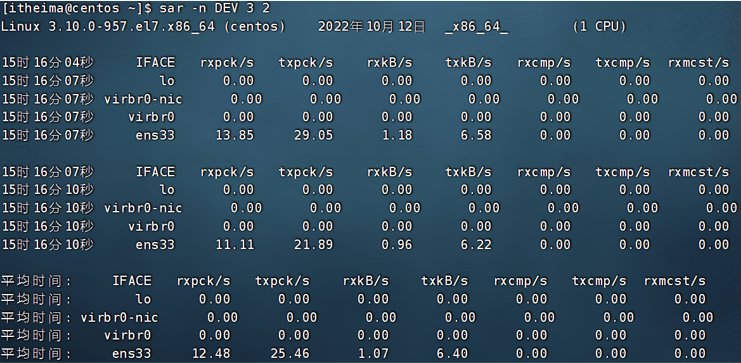 [itheima@centos ~]$ sar -n DEV 3 2
Linux 3.10.0-957.el7.x86_64 (centos) 2022年10月12日 _x86_64_ (1 CPU)
15时16分04秒 IFACE rxpck/s txpck/s rxkB/s txkB/s rxcmp/s txcmp/s rxmcst/s
15时16分07秒 lo 0.00 0.00 0.00 0.00 0.00 0.00 0.00
15时16分07秒 virbr0-nic 0.00 0.00 0.00 0.00 0.00 0.00 0.00
15时16分07秒 virbr0 0.00 0.00 0.00 0.00 0.00 0.00 0.00
15时16分07秒 ens33 13.85 29.05 1.18 6.58 0.00 0.00 0.00
15时16分07秒 IFACE rxpck/s txpck/s rxkB/s txkB/s rxcmp/s txcmp/s rxmcst/s
15时16分10秒 lo 0.00 0.00 0.00 0.00 0.00 0.00 0.00
15时16分10秒 virbr0-nic 0.00 0.00 0.00 0.00 0.00 0.00 0.00
15时16分10秒 virbr0 0.00 0.00 0.00 0.00 0.00 0.00 0.00
15时16分10秒 ens33 11.11 21.89 0.96 6.22 0.00 0.00 0.00
平均时间: IFACE rxpck/s txpck/s rxkB/s txkB/s rxcmp/s txcmp/s rxmcst/s
平均时间: lo 0.00 0.00 0.00 0.00 0.00 0.00 0.00
平均时间: virbr0-nic 0.00 0.00 0.00 0.00 0.00 0.00 0.00
平均时间: virbr0 0.00 0.00 0.00 0.00 0.00 0.00 0.00
平均时间: ens33 12.48 25.46 1.07 6.40 0.00 0.00 0.00